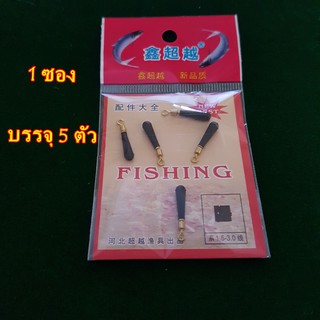 鑫超越
鑫超越 新品质
1 ซอง
配件大全
บรรจุ 5 ตัว
FISHING
河北超越渔具出品